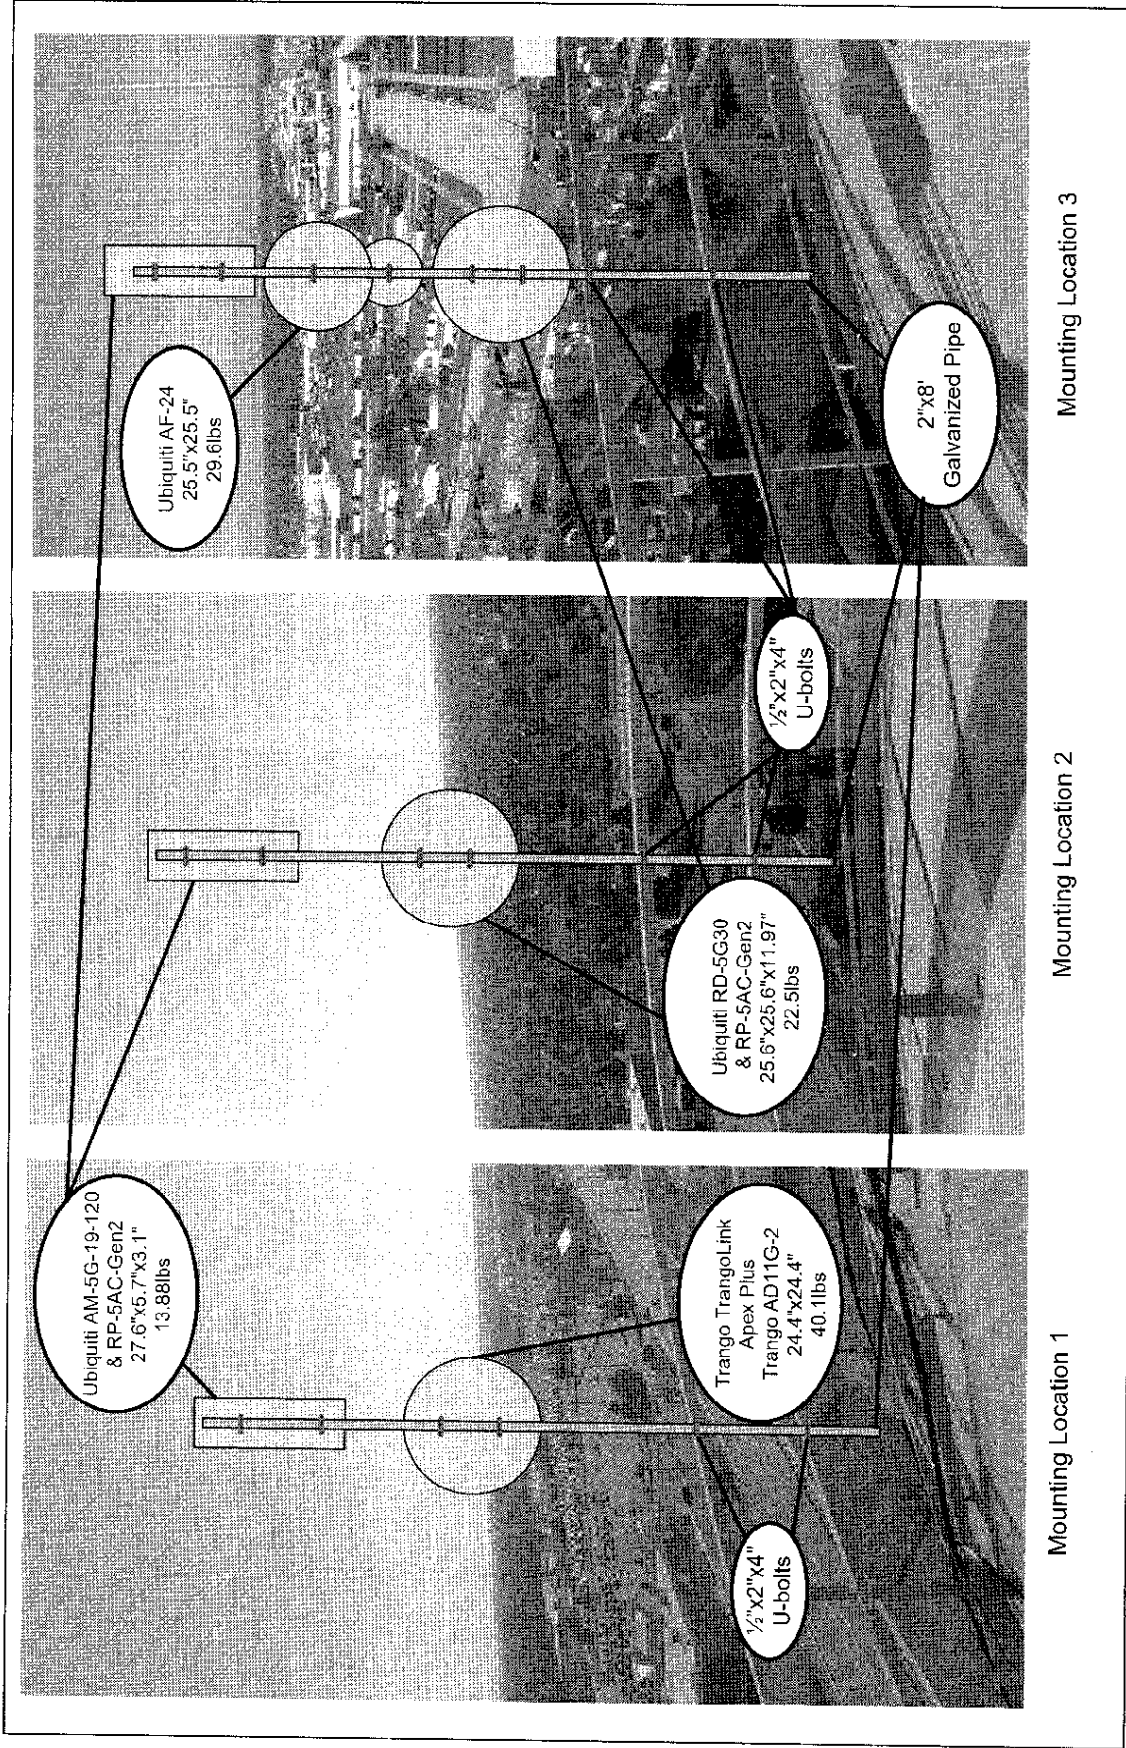 Ubiquiti AM-5G-19-120
& RP-5AC-Gen2
27.6"x5.7"x3.1"
13.88lbs
Trango TrangoLink
Apex Plus
Trango AD11G-2
24.4"x24.4"
40.1lbs
½"x2"x4"
U-bolts
Mounting Location 1
Ubiquiti RD-5G30
& RP-5AC-Gen2
25.6"x25.6"x11.97"
22.5lbs
½"x2"x4"
U-bolts
Mounting Location 2
Ubiquiti AF-24
25.5"x25.5"
29.6lbs
2"x8'
Galvanized Pipe
Mounting Location 3